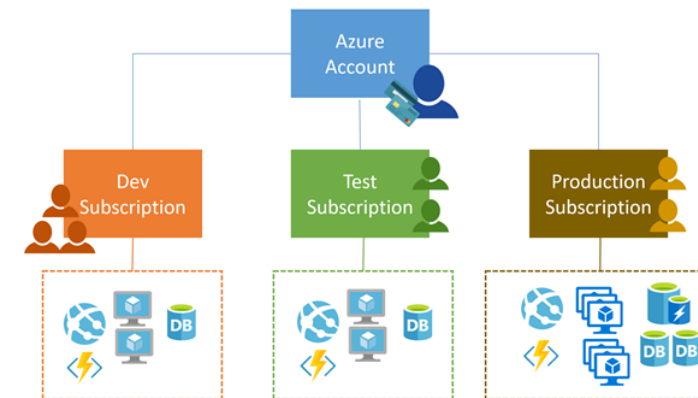 Azure
Account
Dev
Subscription
Test
Subscription
Production
Subscription
DB
DB
DB
DB